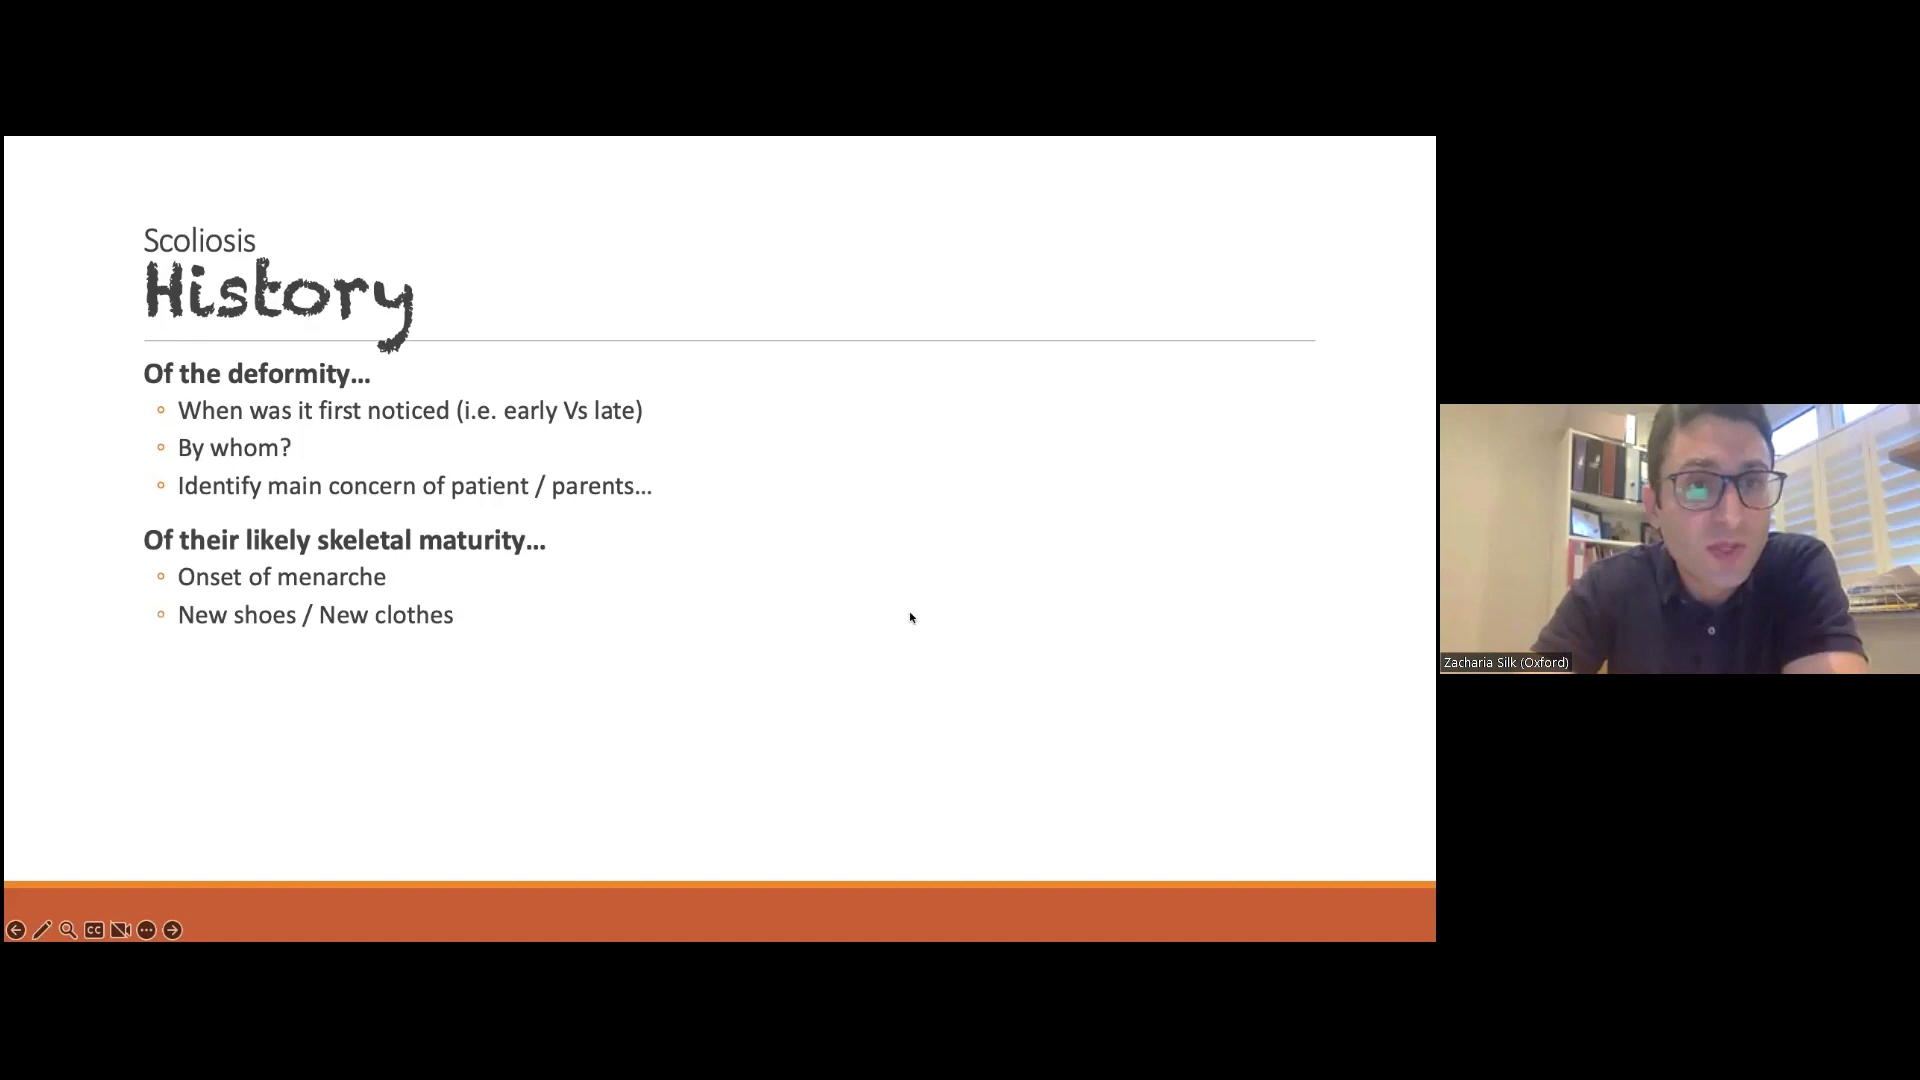 Scoliosis
History
Of the deformity...
When was it first noticed (i.e. early Vs late)
By whom?
Identify main concern of patient / parents...
Of their likely skeletal maturity...
Onset of menarche
New shoes / New clothes
CC
Zacharia Silk (Oxford)